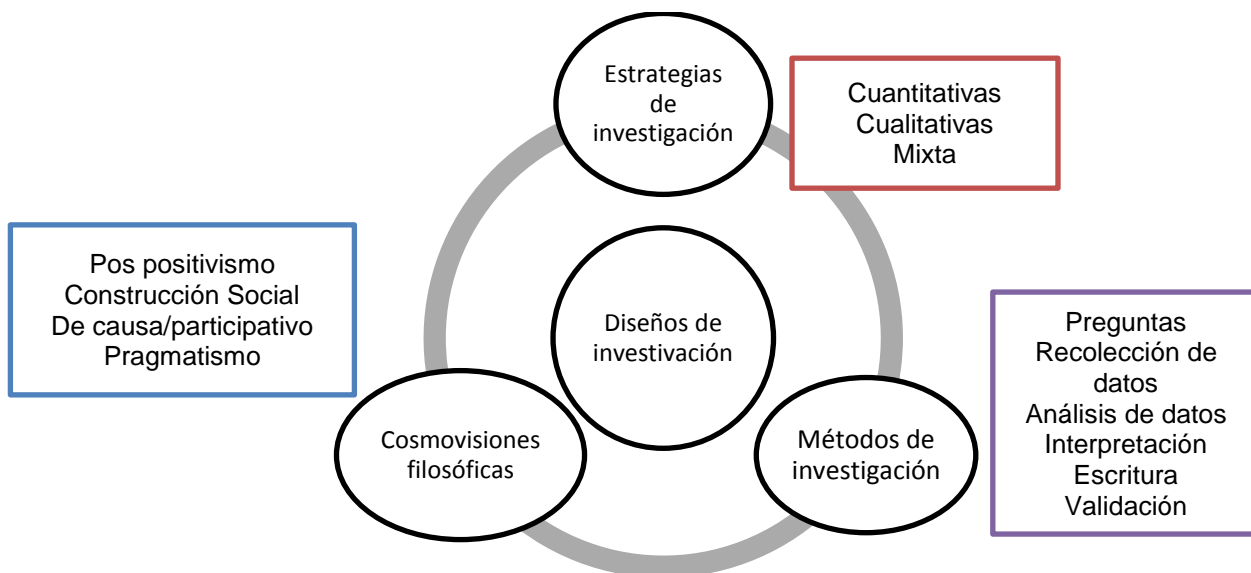 Estrategias
de
investigación
Cuantitativas
Cualitativas
Mixta
Pos positivismo
Construcción Social
De causa/participativo
Pragmatismo
Diseños de
investivación
Preguntas
Recolección de
datos
Análisis de datos
Interpretación
Escritura
Validación
Cosmovisiones
filosóficas
Métodos de
investigación